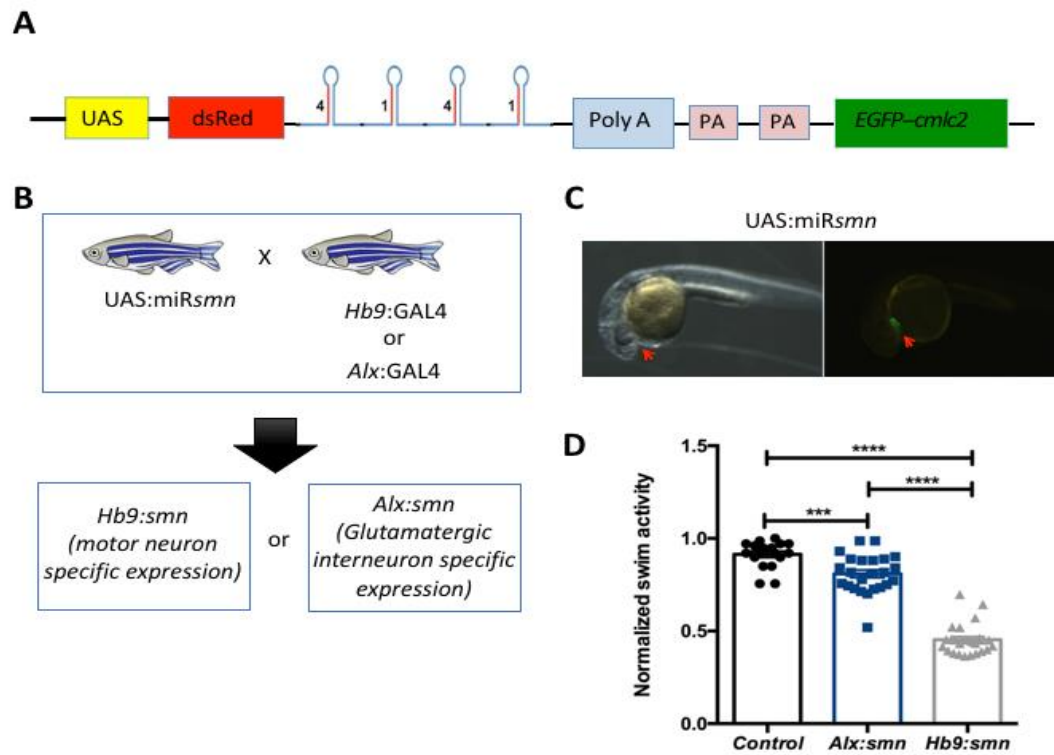 A
UAS
dsRed
4
1
4
1
Poly A
PA
PA
EGFP-cmlc2
B
UAS:miRsmn
X
Hb9:GAL4
or
Alx:GAL4
Hb9:smn
(motor neuron
specific expression)
or
Alx:smn
(Glutamatergic
interneuron specific
expression)
C
UAS:miRsmn
D
Normalized swim activity
1.5
1.0
0.5
0.0
****
****
***
Control
Alx:smn
Hb9:smn